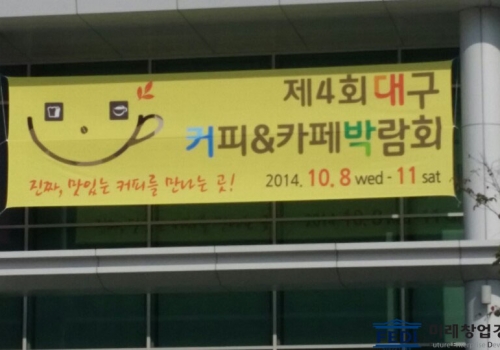 제4회대구
커피&카페박람회
진짜, 맛있는 커피를 만나는 곳!
2014. 10. 8 wed - 11 sat